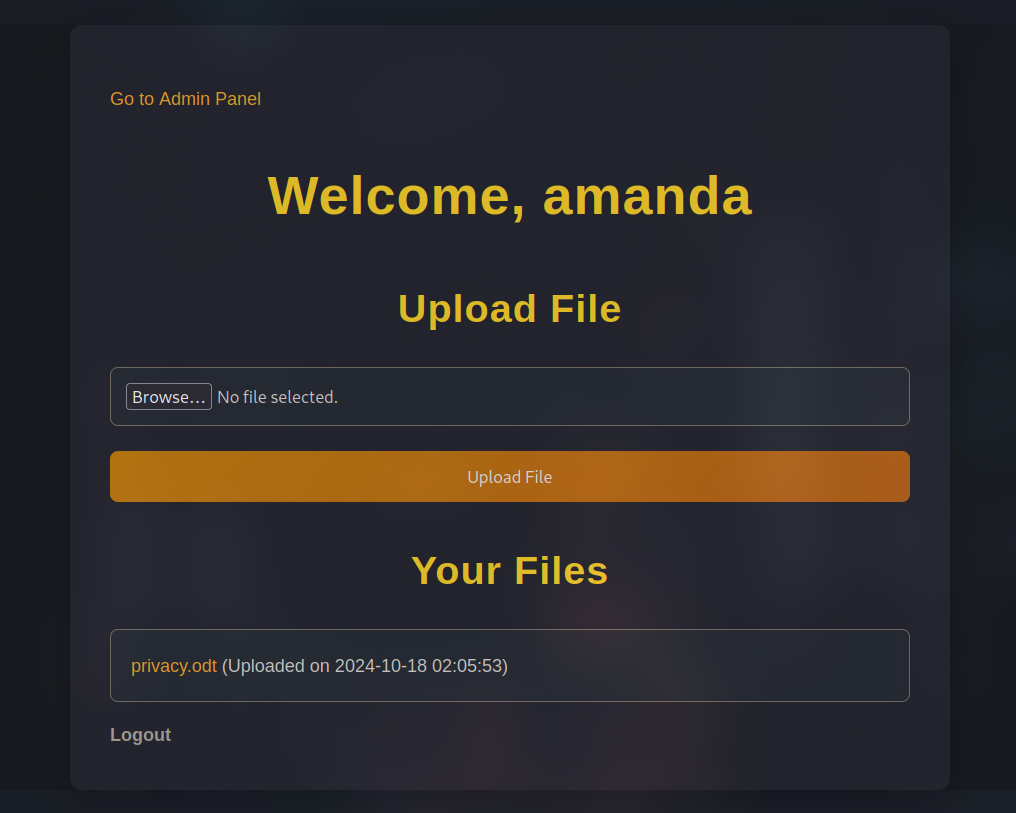 Go to Admin Panel
Welcome, amanda
Upload File
Browse… No file selected.
Upload File
Your Files
privacy.odt (Uploaded on 2024-10-18 02:05:53)
Logout